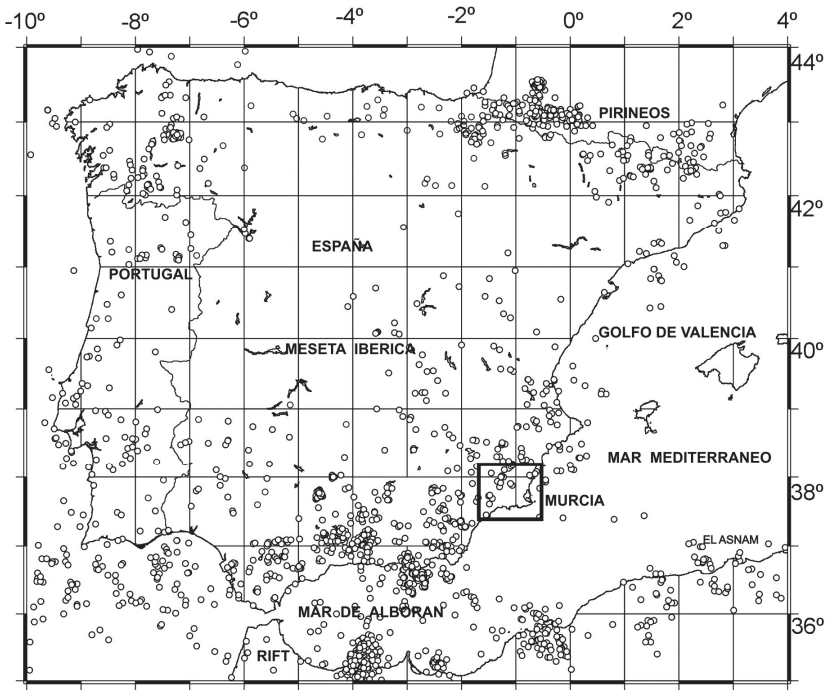 -10º -8º -6º -4º -2º 0º 2º 4º
44º
PIRINEOS
42º
ESPAÑA
PORTUGAL
GOLFO DE VALENCIA
MESETA IBERICA
40º
MAR MEDITERRANEO
38º
MURCIA
EL ASNAM
MAR DE ALBORAN
36º
RIFT